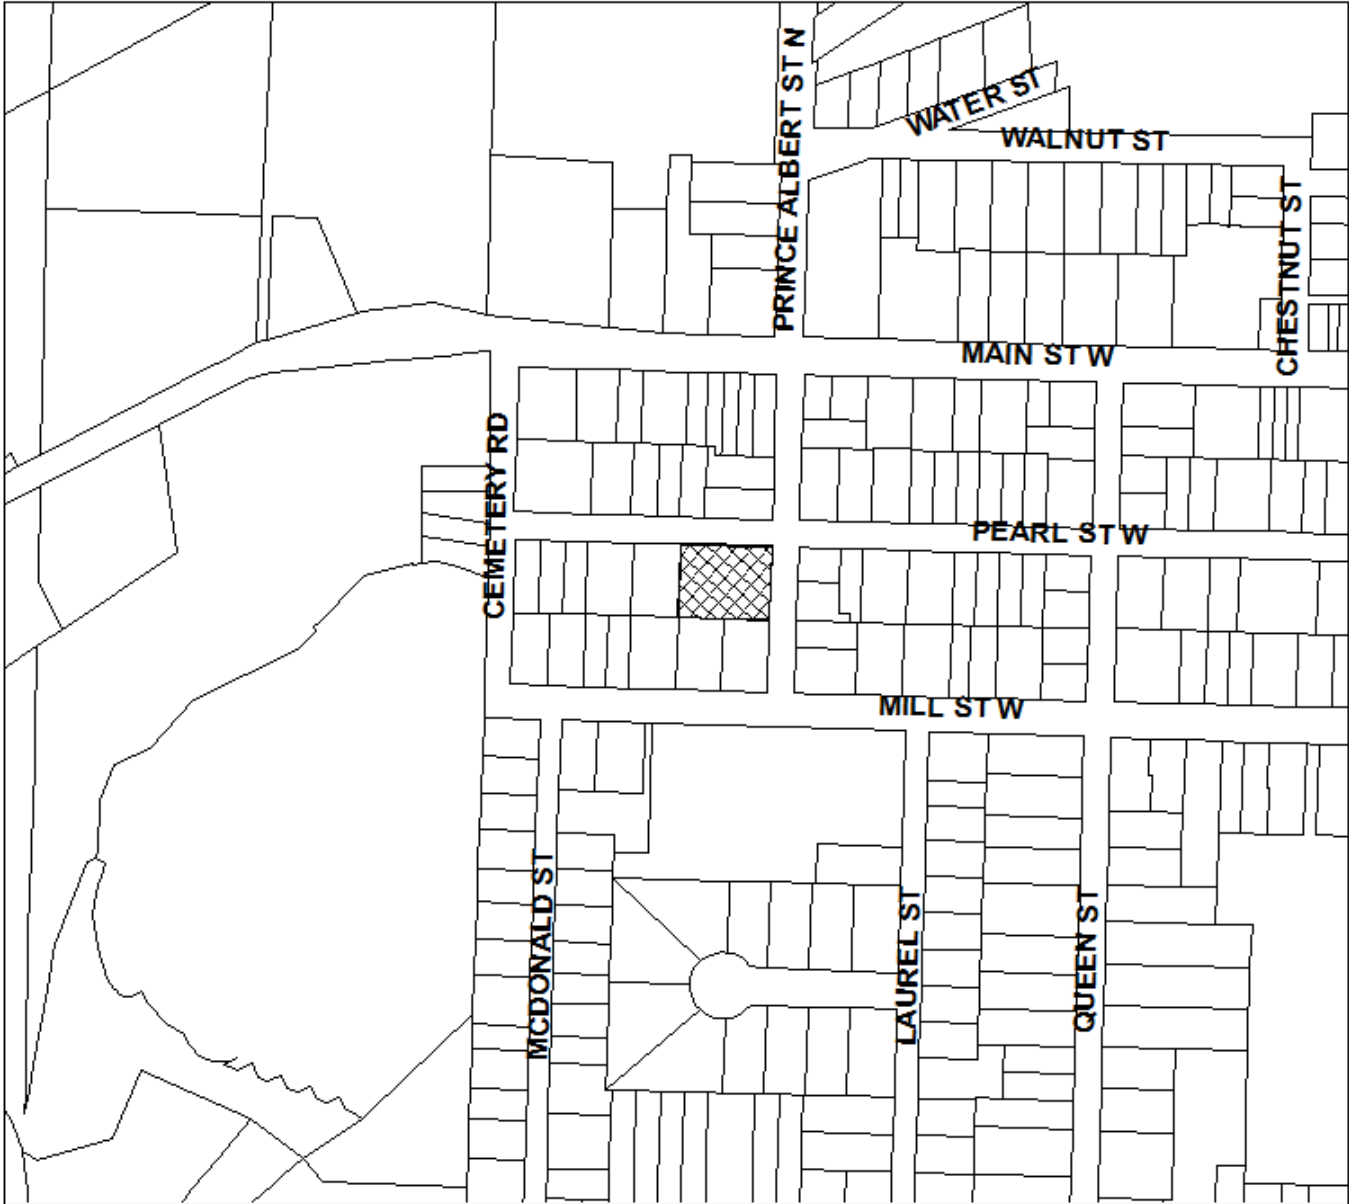 PRINCE ALBERT ST N
WATER ST
WALNUT ST
CHESTNUT ST
MAIN ST W
CEMETERY RD
PEARL ST W
MILL ST W
MCDONALD ST
LAUREL ST
QUEEN ST